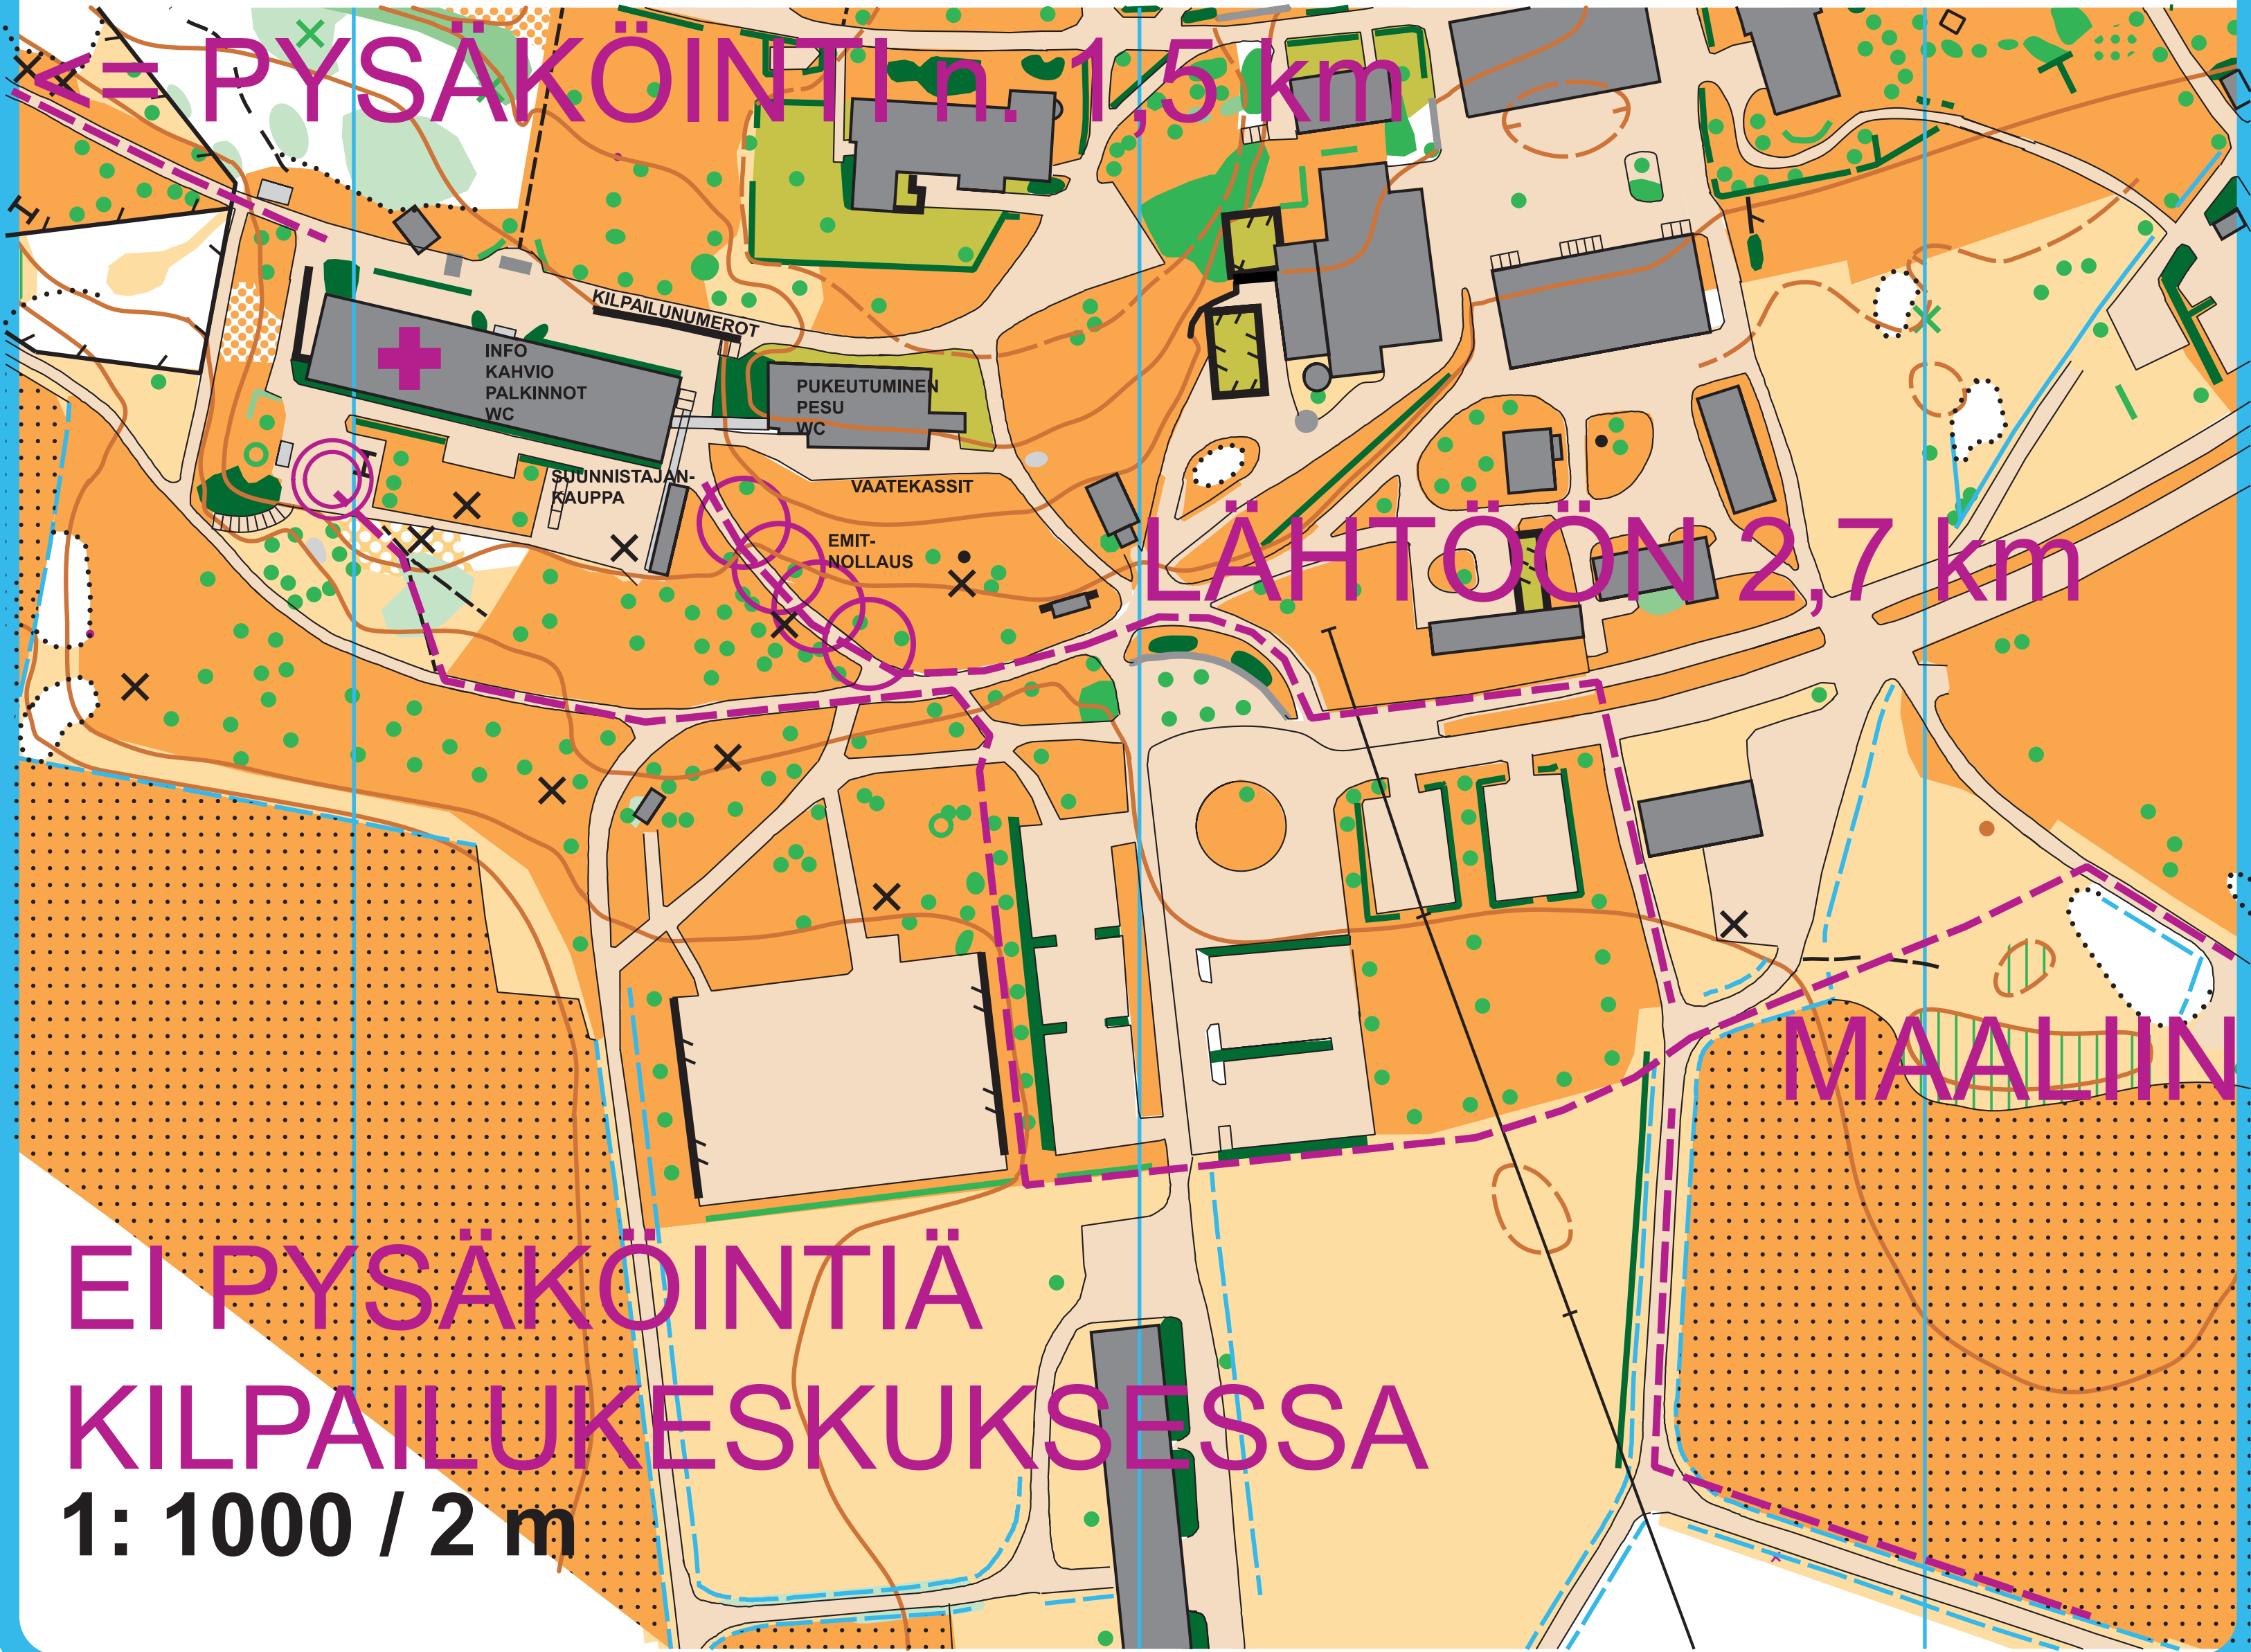 <= PYSÄKÖINTI n. 1,5 km
KILPAILUNUMEROT
INFO
KAHVIO
PALKINNOT
WC
PUKEUTUMINEN
PESU
WC
SUUNNISTAJAN-
KAUPPA
VAATEKASSIT
EMIT-
NOLLAUS
LÄHTÖÖN 2,7 km
MAALIIN
EI PYSÄKÖINTIÄ
KILPAILUKESKUKSESSA
1: 1000 / 2 m